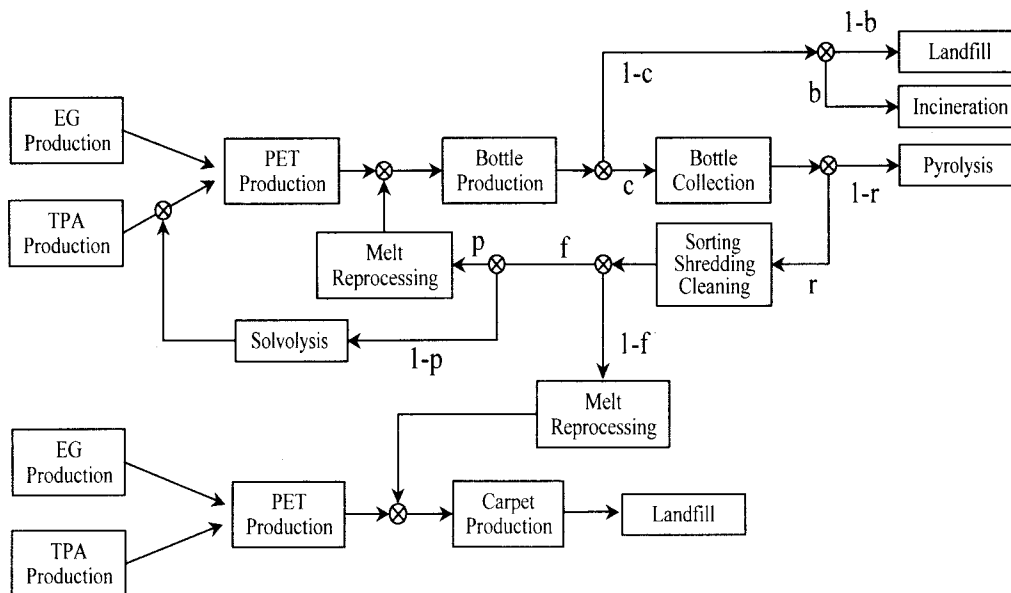 1-b
Landfill
1-c
b
EG
Production
Incineration
PET
Production
Bottle
Production
Bottle
Collection
Pyrolysis
c
1-r
TPA
Production
Melt
Reprocessing
p
f
Sorting
Shredding
Cleaning
r
Solvolysis
1-p
1-f
Melt
Reprocessing
EG
Production
PET
Production
Carpet
Production
Landfill
TPA
Production